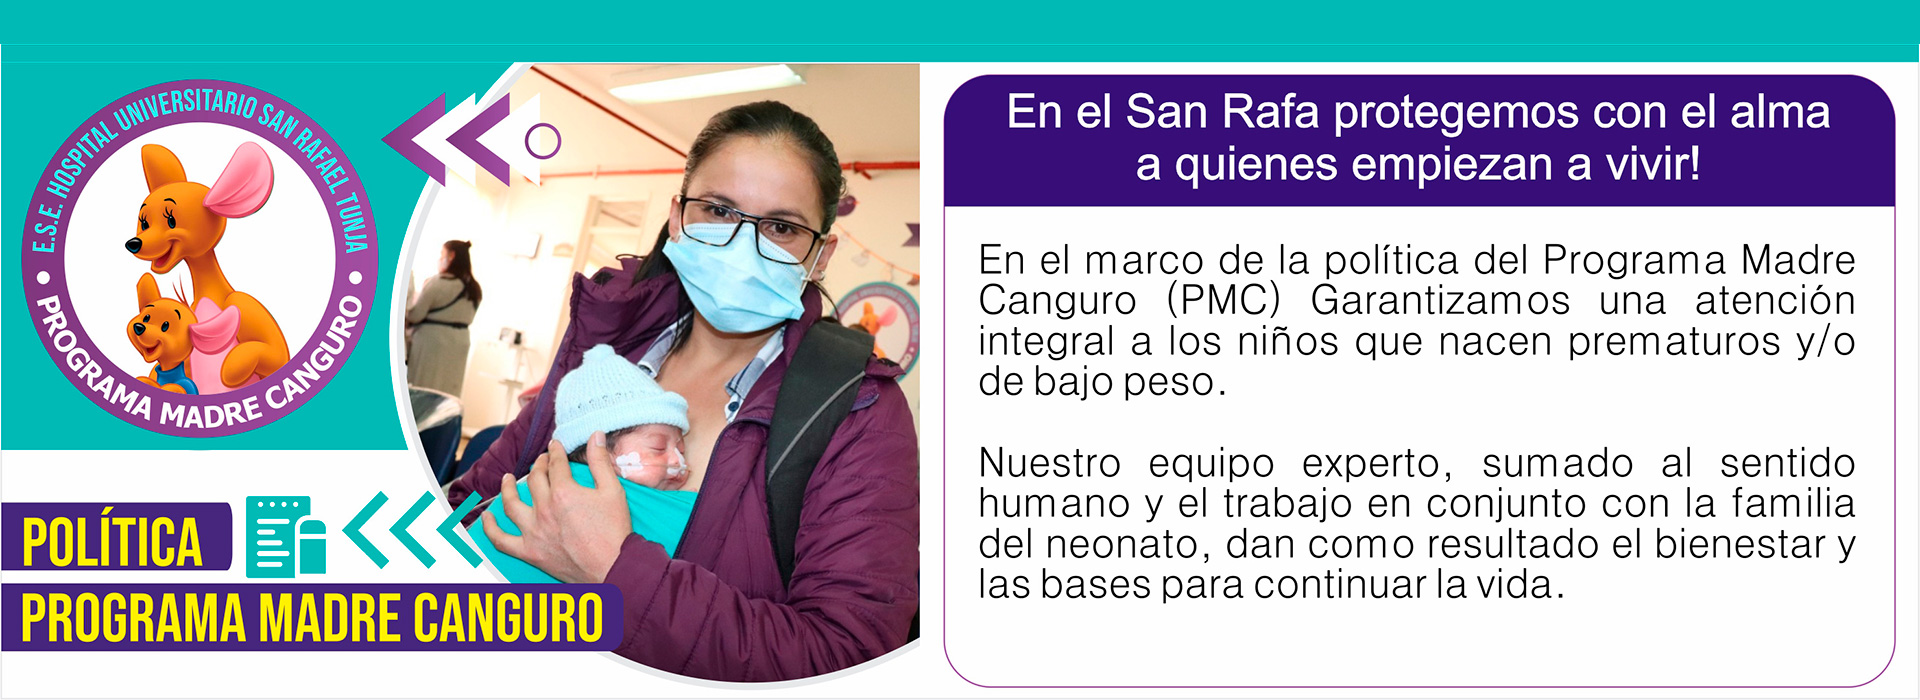 E.S.E. HOSPITAL UNIVERSITARIO SAN RAFAEL TUNJA
• PROGRAMA MADRE CANGURO •
POLÍTICA
PROGRAMA MADRE CANGURO
En el San Rafa protegemos con el alma
a quienes empiezan a vivir!
En el marco de la política del Programa Madre
Canguro (PMC) Garantizamos una atención
integral a los niños que nacen prematuros y/o
de bajo peso.
Nuestro equipo experto, sumado al sentido
humano y el trabajo en conjunto con la familia
del neonato, dan como resultado el bienestar y
las bases para continuar la vida.